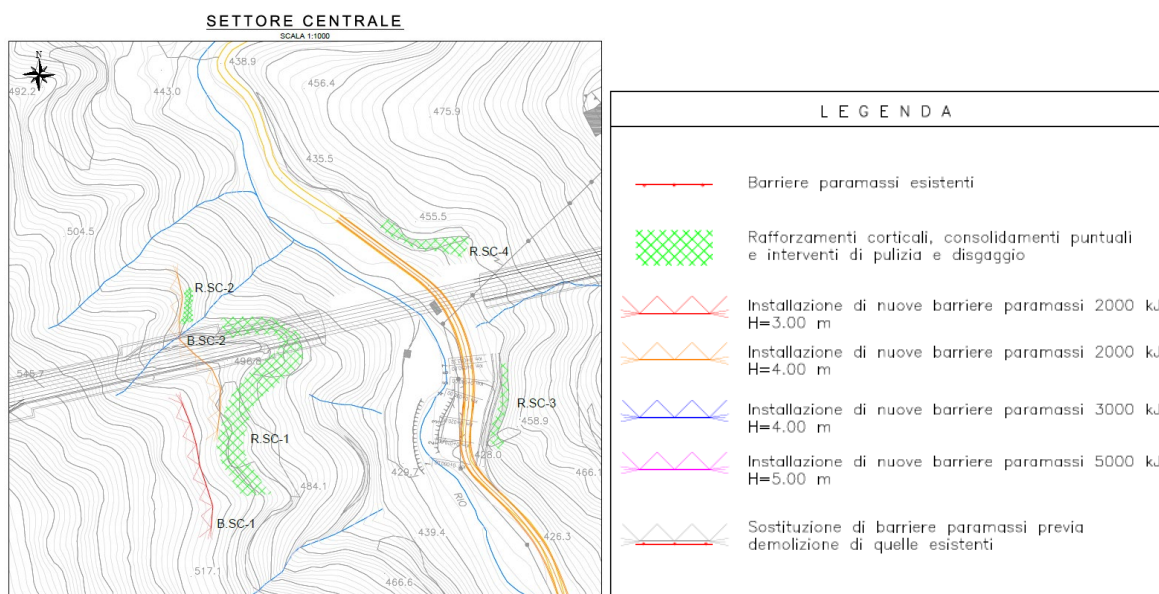 SETTORE CENTRALE
SCALA 1:1000
N
438.9
456.4
492.2
443.0
475.9
435.5
455.5
504.5
R.SC-4
R.SC-2
B.SC-2
496.8
545.7
R.SC-3
458.9
R.SC-1
428.0
429.7
466.1
484.1
RIO
B.SC-1
439.4
426.3
517.1
466.6
LEGENDA
Barriere paramassi esistenti
Rafforzamenti corticali, consolidamenti puntuali
e interventi di pulizia e disgaggio
Installazione di nuove barriere paramassi 2000 kJ
H=3.00 m
Installazione di nuove barriere paramassi 2000 kJ
H=4.00 m
Installazione di nuove barriere paramassi 3000 kJ
H=4.00 m
Installazione di nuove barriere paramassi 5000 kJ
H=5.00 m
Sostituzione di barriere paramassi previa
demolizione di quelle esistenti